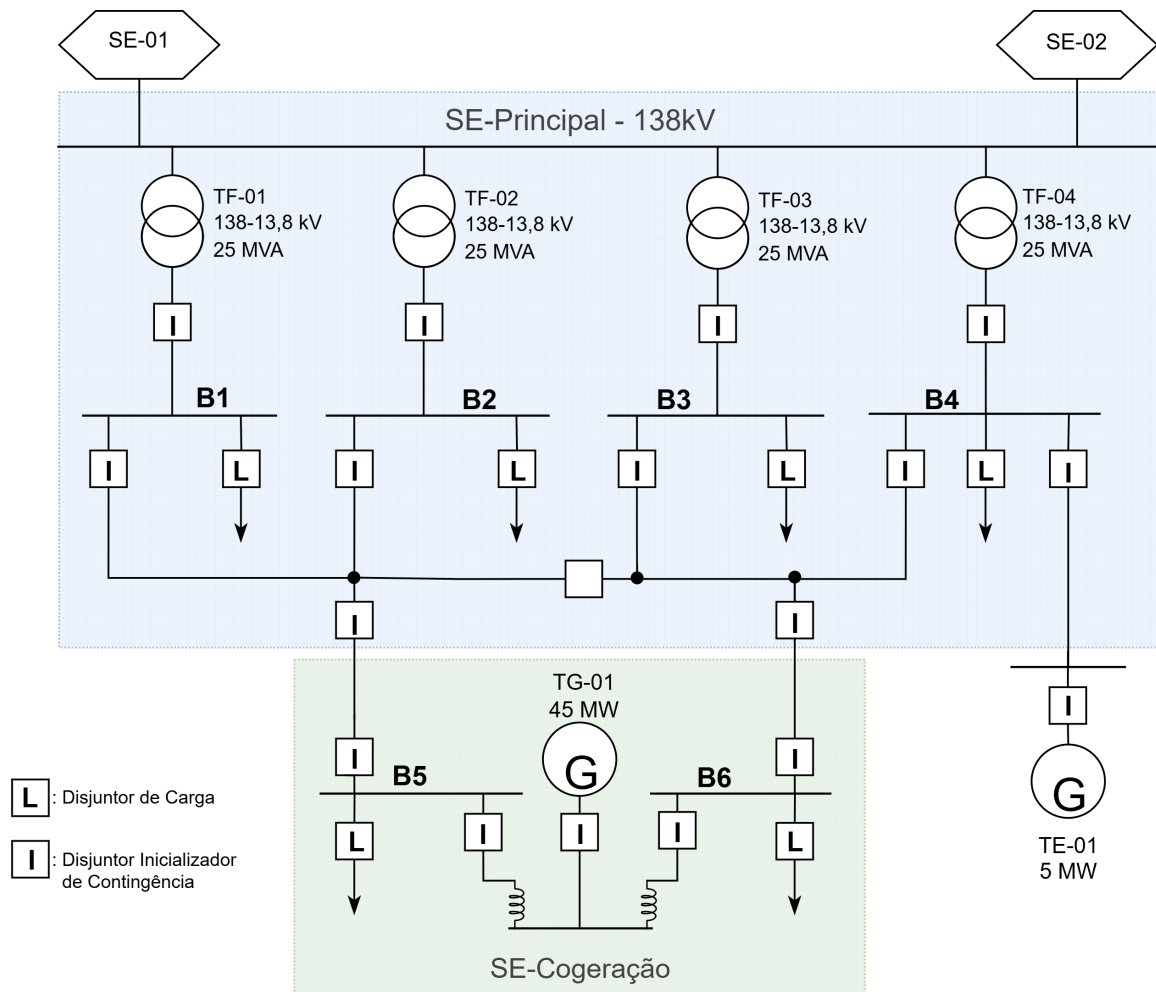 SE-01
SE-02
SE-Principal - 138kV
TF-01
138-13,8 kV
25 MVA
TF-02
138-13,8 kV
25 MVA
TF-03
138-13,8 kV
25 MVA
TF-04
138-13,8 kV
25 MVA
I
I
I
I
B1
B2
B3
B4
I
L
I
L
I
L
I
L
I
I
I
TG-01
45 MW
G
I
I
B5
B6
I
G
TE-01
5 MW
L
I
I
I
L
L
: Disjuntor de Carga
I
: Disjuntor Inicializador
de Contingência
SE-Cogeração